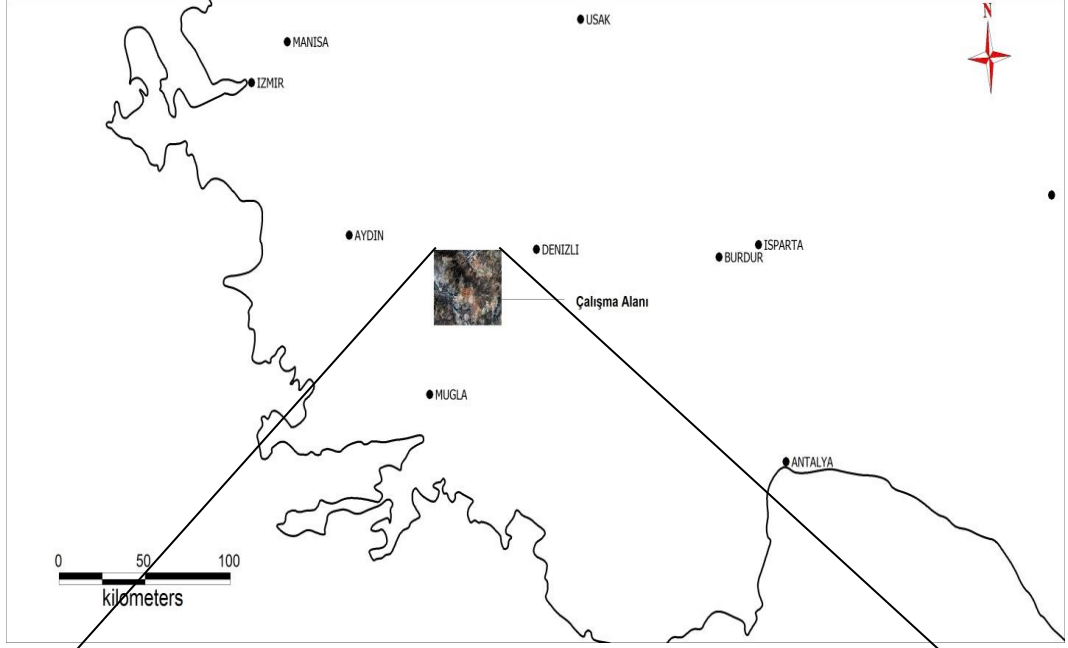 USAK
N
MANISA
IZMIR
AYDIN
DENIZLI
ISPARTA
BURDUR
Çalışma Alanı
MUGLA
ANTALYA
0 50 100
kilometers